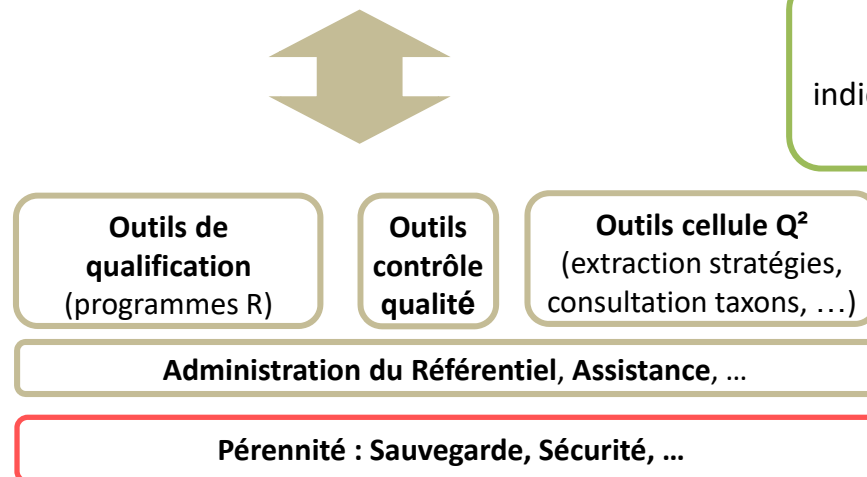 indi
Outils de
qualification
(programmes R)
Outils
contrôle
qualité
Outils cellule Q²
(extraction stratégies,
consultation taxons, …)
Administration du Référentiel, Assistance, …
Pérennité : Sauvegarde, Sécurité, …